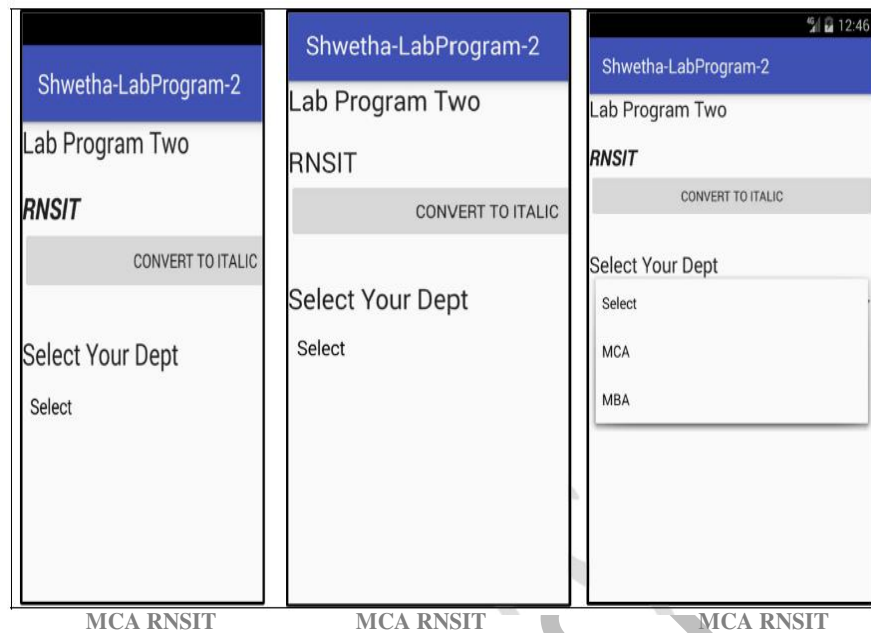 Shwetha-LabProgram-2
Lab Program Two
RNSIT
CONVERT TO ITALIC
Select Your Dept
Select
Shwetha-LabProgram-2
Lab Program Two
RNSIT
CONVERT TO ITALIC
Select Your Dept
Select
4G 12:46
Shwetha-LabProgram-2
Lab Program Two
RNSIT
CONVERT TO ITALIC
Select Your Dept
Select
MCA
MBA
MCA RNSIT MCA RNSIT MCA RNSIT